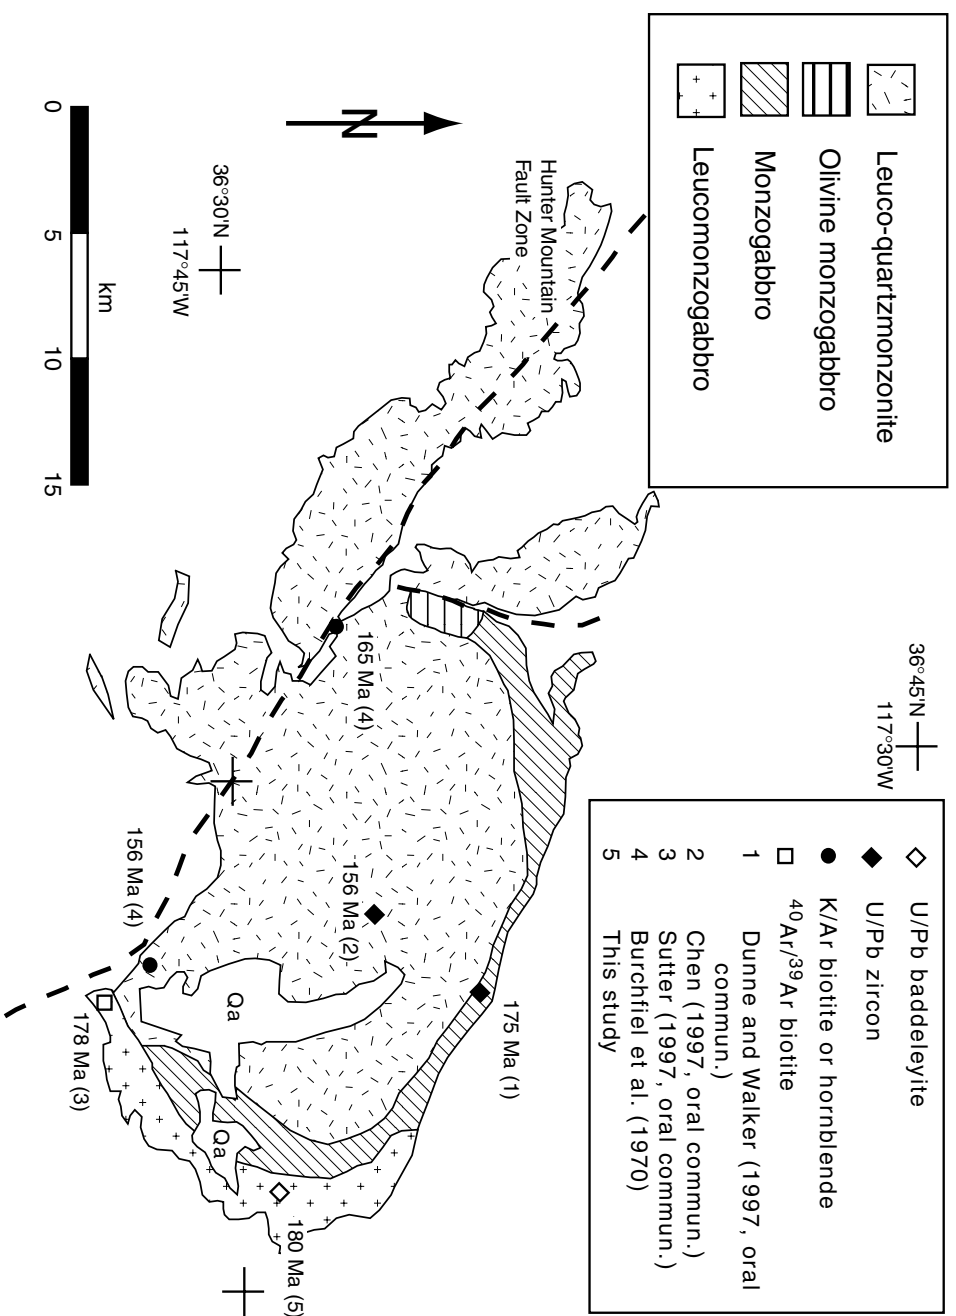 Leuco-quartzmonzonite
Olivine monzogabbro
Monzogabbro
Leucomonzogabbro
N
Hunter Mountain
Fault Zone
36°30'N
117°45'W
0 5 10 15
km
36°45'N
117°30'W
U/Pb baddeleyite
U/Pb zircon
K/Ar biotite or hornblende
40Ar/39Ar biotite
1 Dunne and Walker (1997, oral
commun.)
2 Chen (1997, oral commun.)
3 Sutter (1997, oral commun.)
4 Burchfiel et al. (1970)
5 This study
165 Ma (4)
156 Ma (2)
175 Ma (1)
156 Ma (4)
178 Ma (3)
180 Ma (5)
Qa
Qa